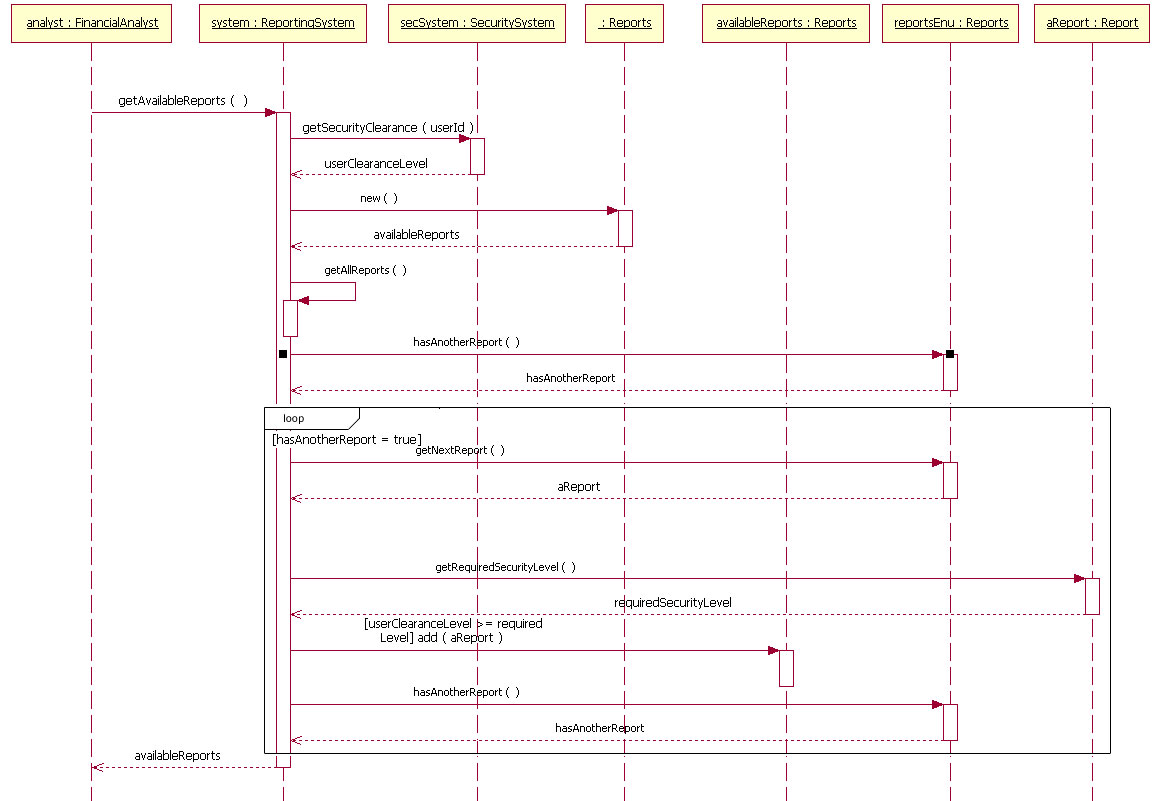 analyst : FinancialAnalyst
system : ReportingSystem
secSystem : SecuritySystem
: Reports
availableReports : Reports
reportsEnu : Reports
aReport : Report
getAvailableReports ( )
getSecurityClearance ( userId )
userClearanceLevel
new ( )
availableReports
getAllReports ( )
hasAnotherReport ( )
hasAnotherReport
loop
[hasAnotherReport = true]
getNextReport ( )
aReport
getRequiredSecurityLevel ( )
requiredSecurityLevel
[userClearanceLevel >= required
Level] add ( aReport )
hasAnotherReport ( )
hasAnotherReport
availableReports